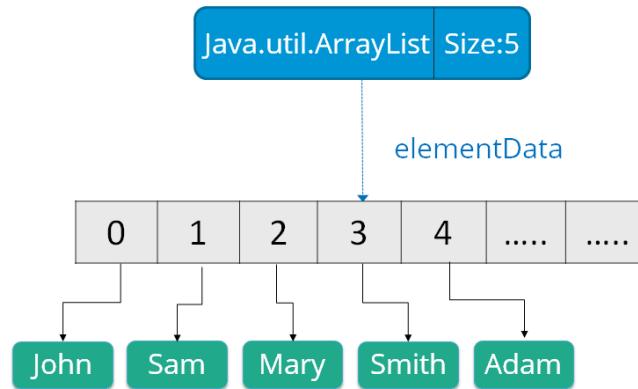 Java.util.ArrayList Size:5
elementData
0 1 2 3 4 ..... .....
John Sam Mary Smith Adam